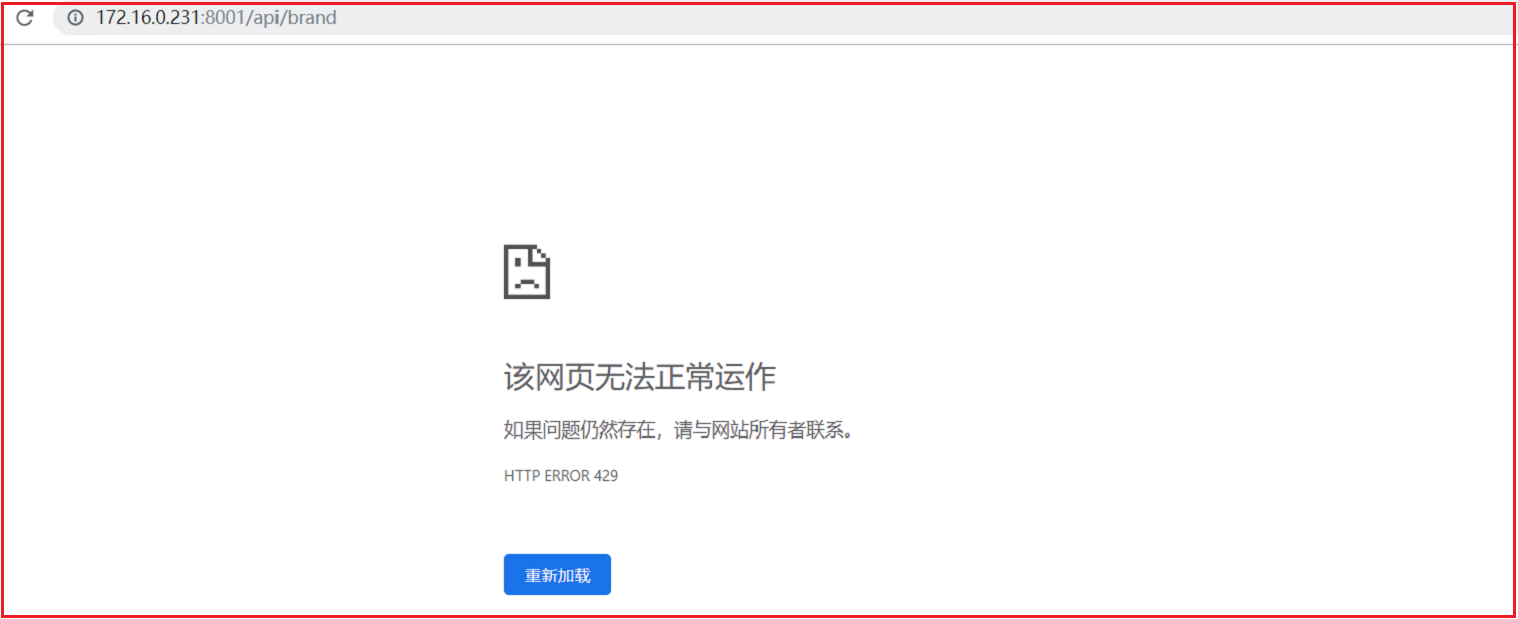 172.16.0.231:8001/api/brand
该网页无法正常运作
如果问题仍然存在，请与网站所有者联系。
HTTP ERROR 429
重新加载